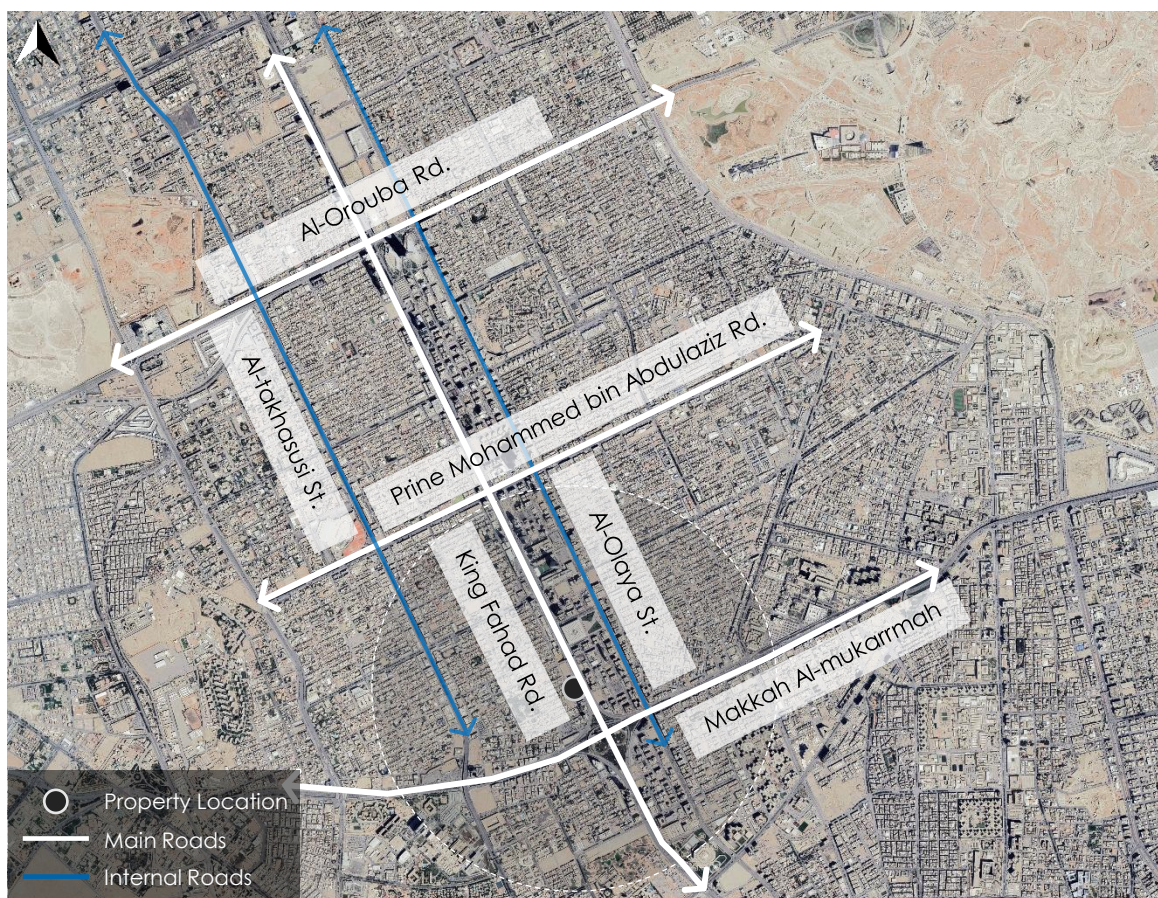 N
Al-Orouba Rd.
Al-takhasusi St.
Prine Mohammed bin Abdulaziz Rd.
King Fahad Rd.
Al-Olaya St.
Makkah Al-mukarrmah
Property Location
Main Roads
Internal Roads